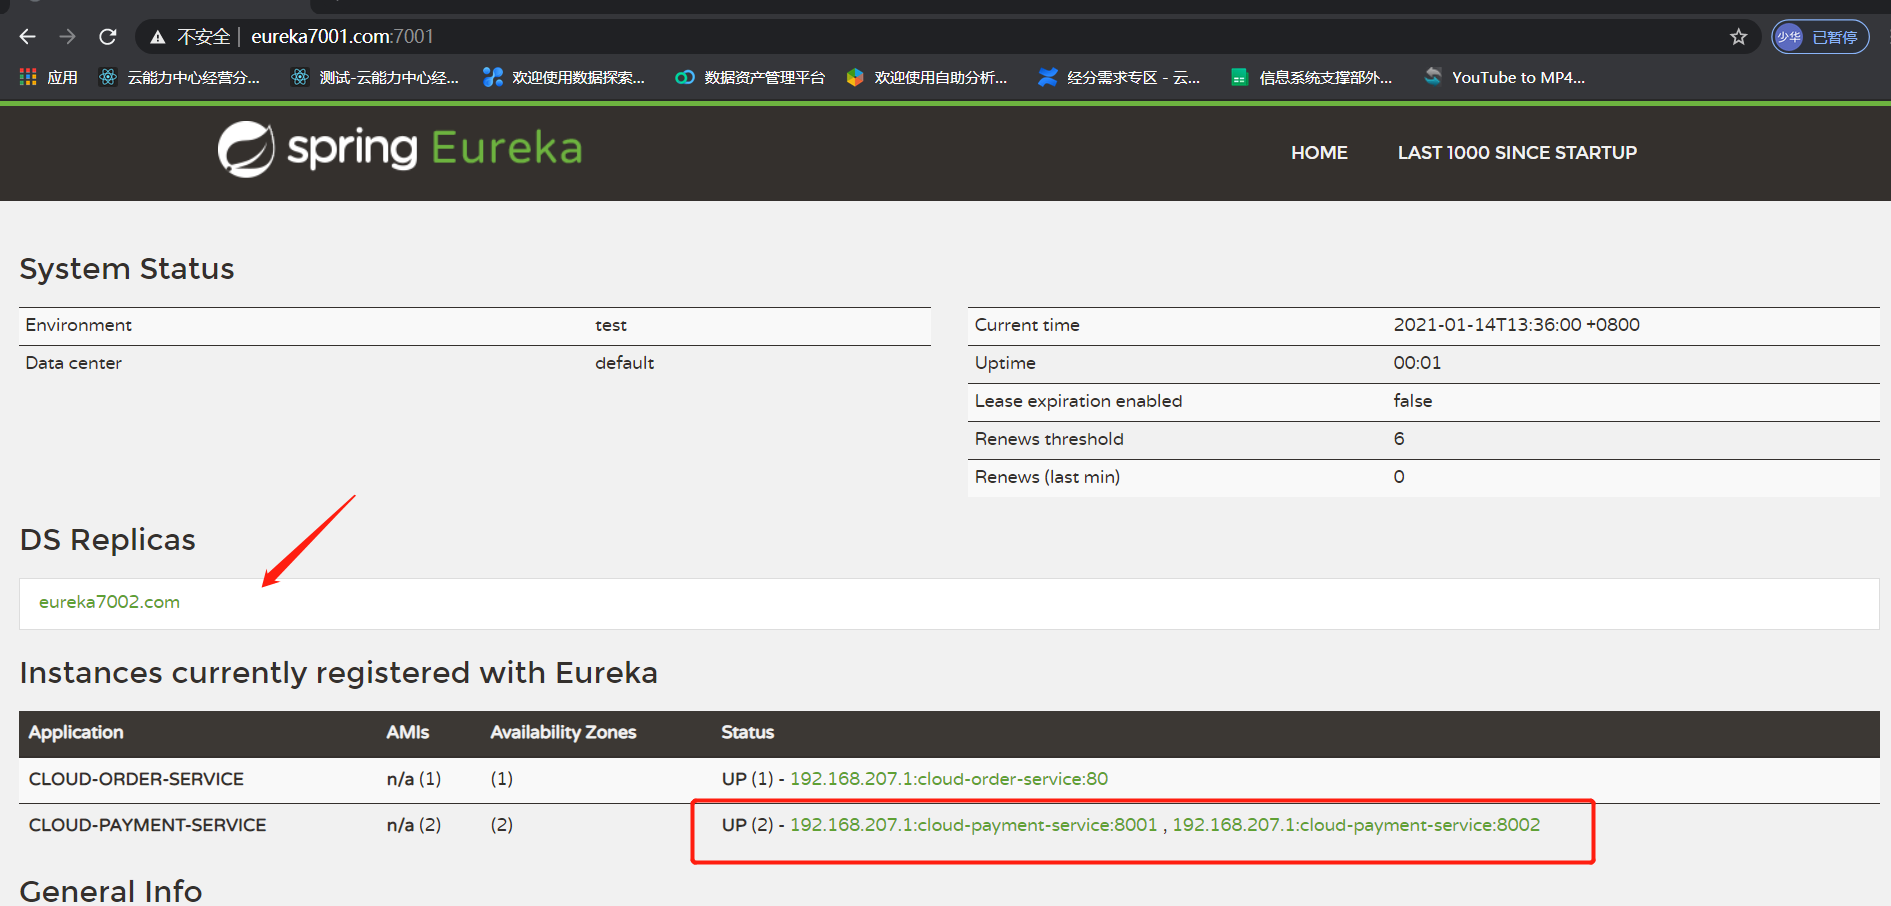 不安全 eureka7001.com:7001 少华 已暂停
应用 云能力中心经营分... 测试-云能力中心经... 欢迎使用数据探索... 数据资产管理平台 欢迎使用自助分析... 经分需求专区 - 云... 信息系统支撑部外... YouTube to MP4...
spring Eureka HOME LAST 1000 SINCE STARTUP
System Status
Environment test Current time 2021-01-14T13:36:00 +0800
Data center default Uptime 00:01
Lease expiration enabled false
Renews threshold 6
Renews (last min) 0
DS Replicas
eureka7002.com
Instances currently registered with Eureka
Application AMIs Availability Zones Status
CLOUD-ORDER-SERVICE n/a (1) (1) UP (1) - 192.168.207.1:cloud-order-service:80
CLOUD-PAYMENT-SERVICE n/a (2) (2) UP (2) - 192.168.207.1:cloud-payment-service:8001 , 192.168.207.1:cloud-payment-service:8002
General Info